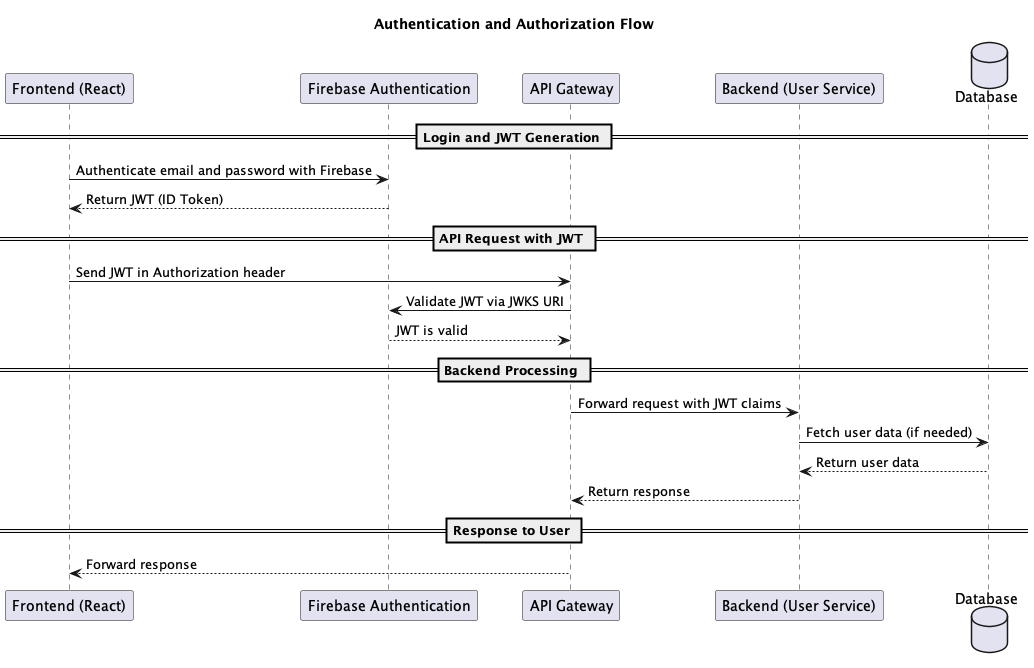 Authentication and Authorization Flow
Frontend (React)
Firebase Authentication
API Gateway
Backend (User Service)
Database
Login and JWT Generation
Authenticate email and password with Firebase
Return JWT (ID Token)
API Request with JWT
Send JWT in Authorization header
Validate JWT via JWKS URI
JWT is valid
Backend Processing
Forward request with JWT claims
Fetch user data (if needed)
Return user data
Return response
Response to User
Forward response
Frontend (React)
Firebase Authentication
API Gateway
Backend (User Service)
Database